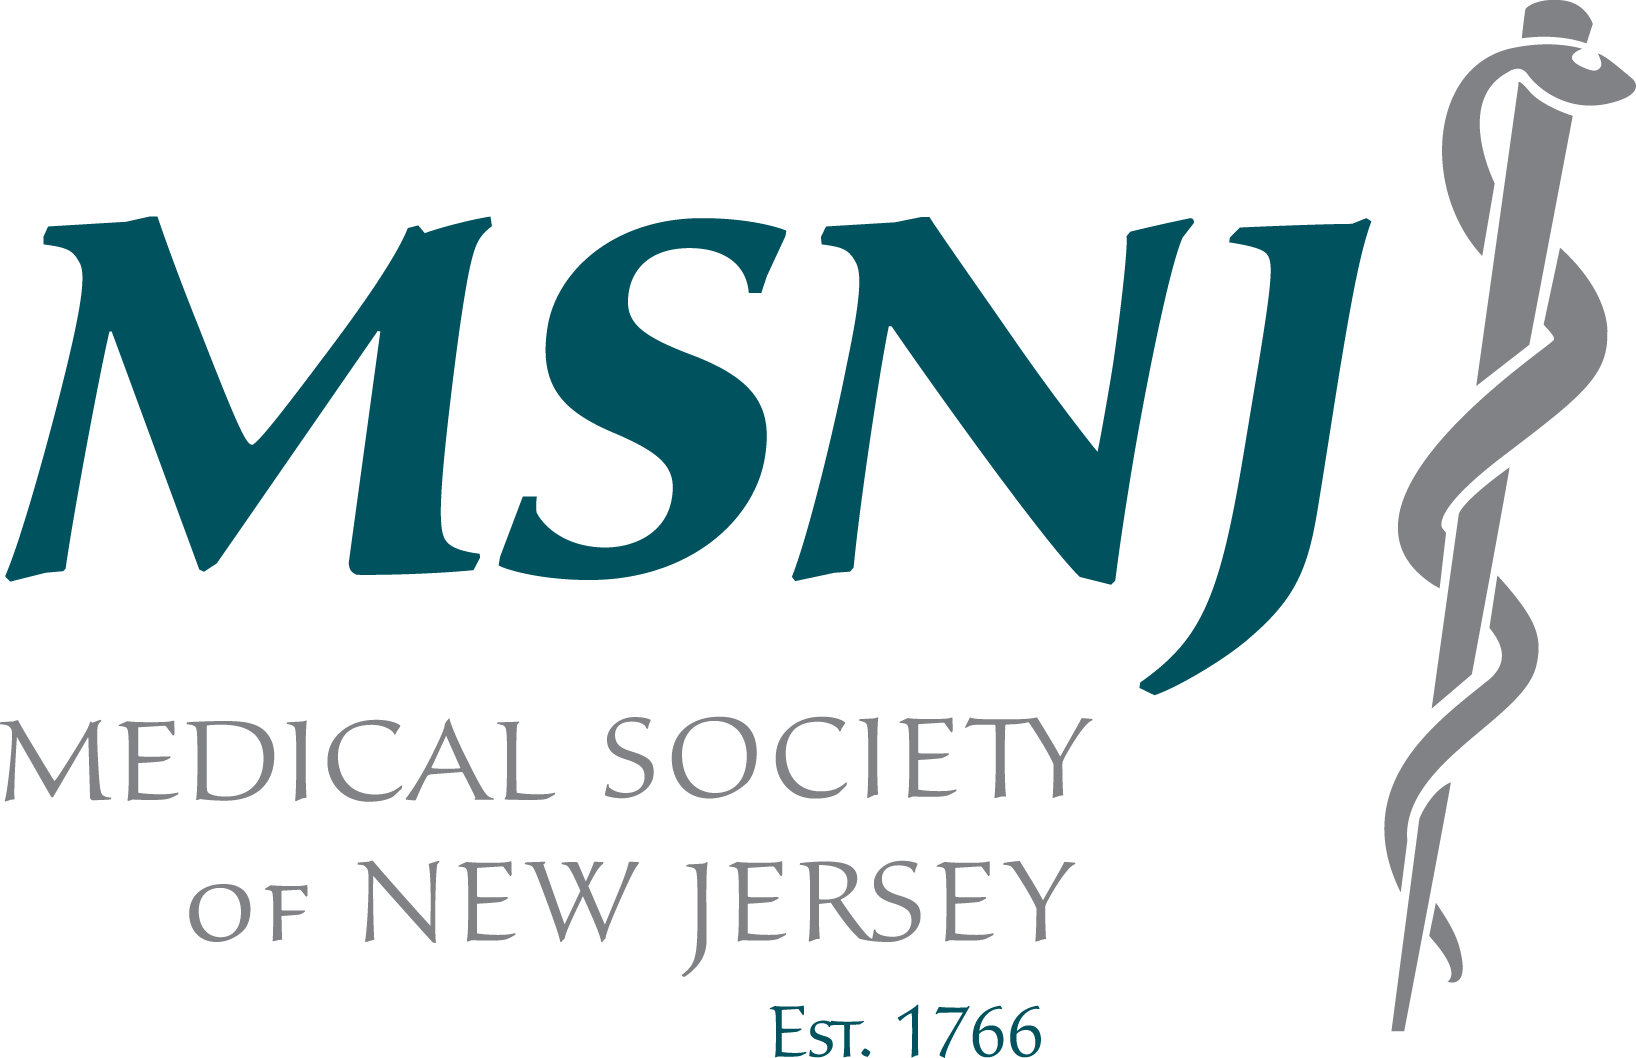 MSNJ
MEDICAL SOCIETY
OF NEW JERSEY
EST. 1766